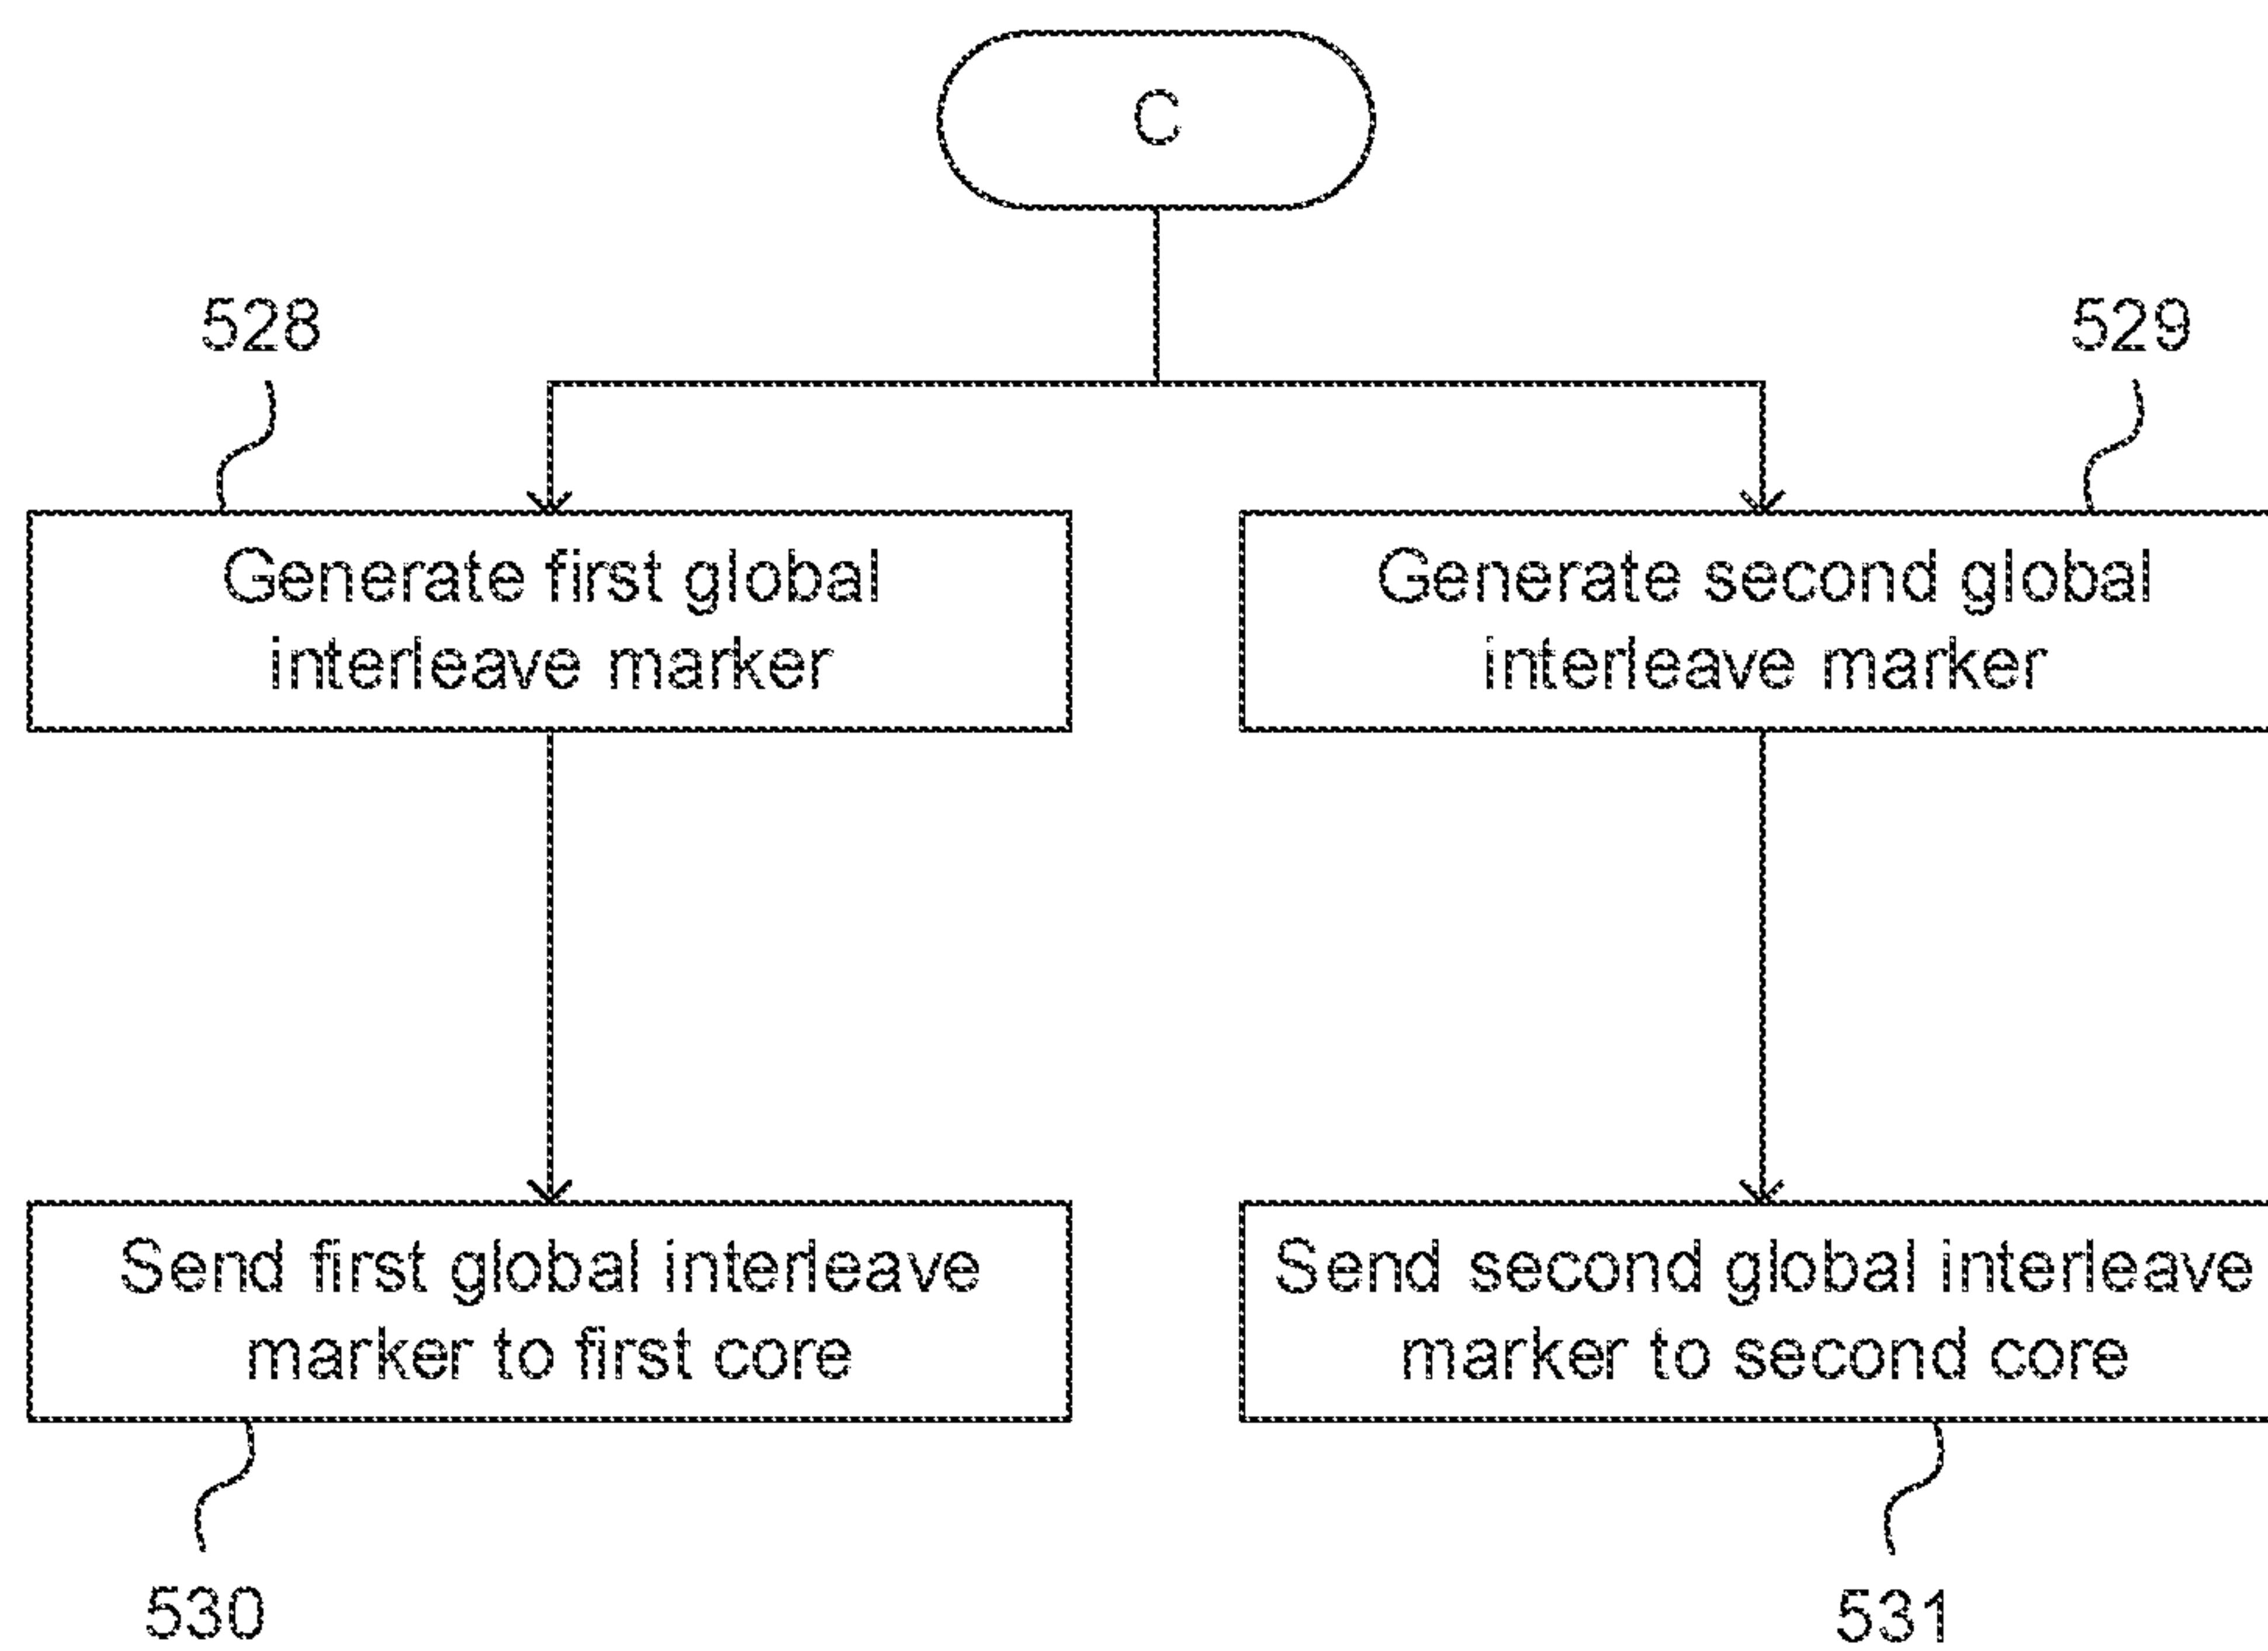 C
528
529
Generate first global
interleave marker
Generate second global
interleave marker
Send first global interleave
marker to first core
Send second global interleave
marker to second core
530
531